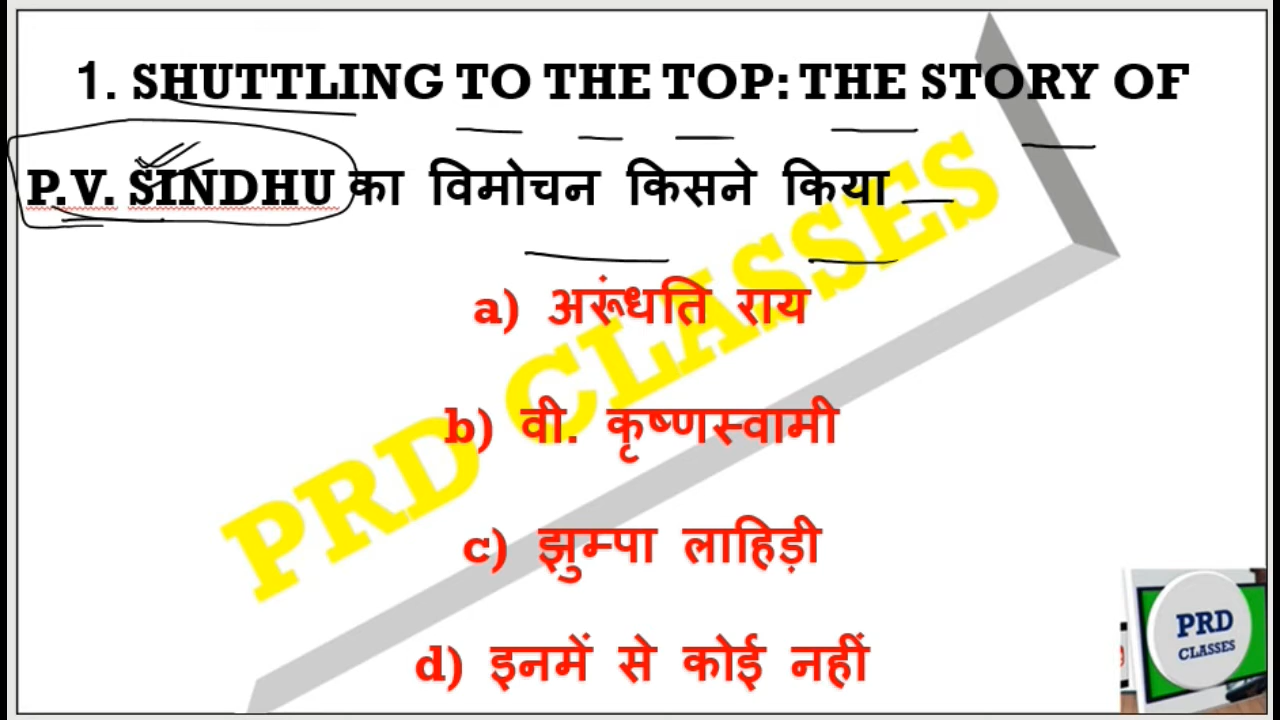 1. SHUTTLING TO THE TOP: THE STORY OF
P.V. SINDHU का विमोचन किसने किया
a) अरूंधति राय
b) वी. कृष्णस्वामी
c) झुम्पा लाहिड़ी
d) इनमें से कोई नहीं
PRD CLASSES
PRD
CLASSES